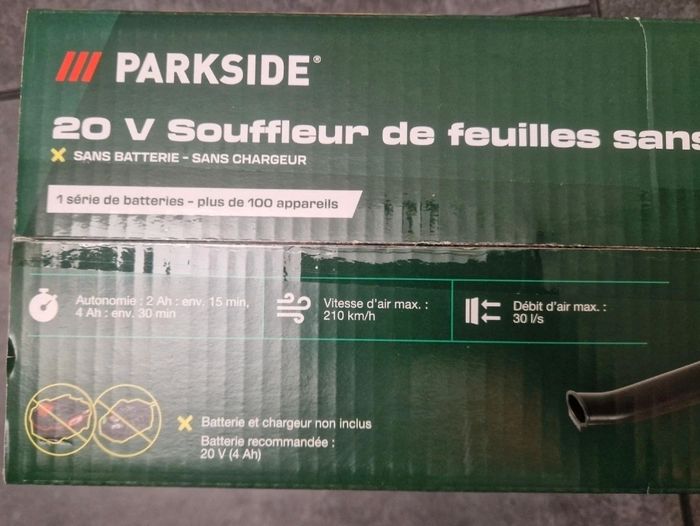 PARKSIDE®
20 V Souffleur de feuilles sans
SANS BATTERIE - SANS CHARGEUR
1 série de batteries - plus de 100 appareils
Autonomie : 2 Ah : env. 15 min,
4 Ah : env. 30 min
Vitesse d'air max. :
210 km/h
Débit d'air max. :
30 l/s
Batterie et chargeur non inclus
Batterie recommandée :
20 V (4 Ah)